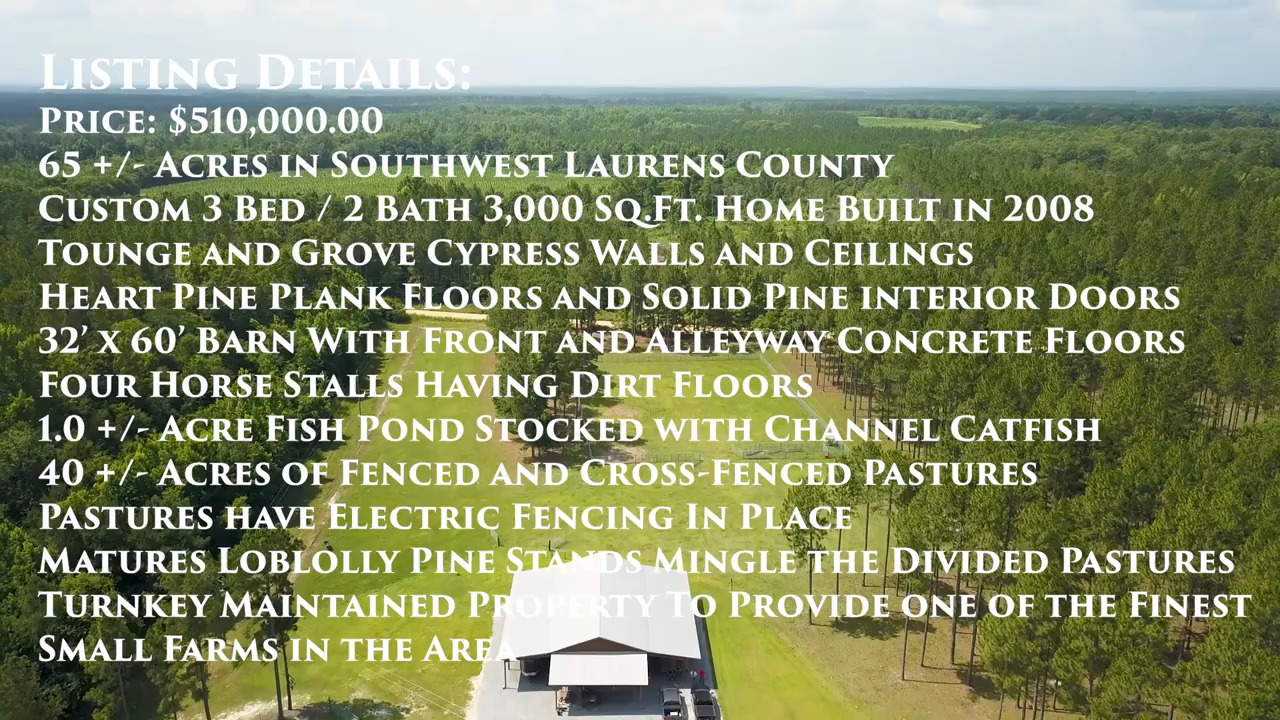 Listing Details:
Price: $510,000.00
65 +/- Acres in Southwest Laurens County
Custom 3 Bed / 2 Bath 3,000 Sq.Ft. Home Built in 2008
Tounge and Grove Cypress Walls and Ceilings
Heart Pine Plank Floors and Solid Pine interior Doors
32’ x 60’ Barn With Front and Alleyway Concrete Floors
Four Horse Stalls Having Dirt Floors
1.0 +/- Acre Fish Pond Stocked with Channel Catfish
40 +/- Acres of Fenced and Cross-Fenced Pastures
Pastures have Electric Fencing In Place
Matures Loblolly Pine Stands Mingle the Divided Pastures
Turnkey Maintained Property To Provide one of the Finest
Small Farms in the Area